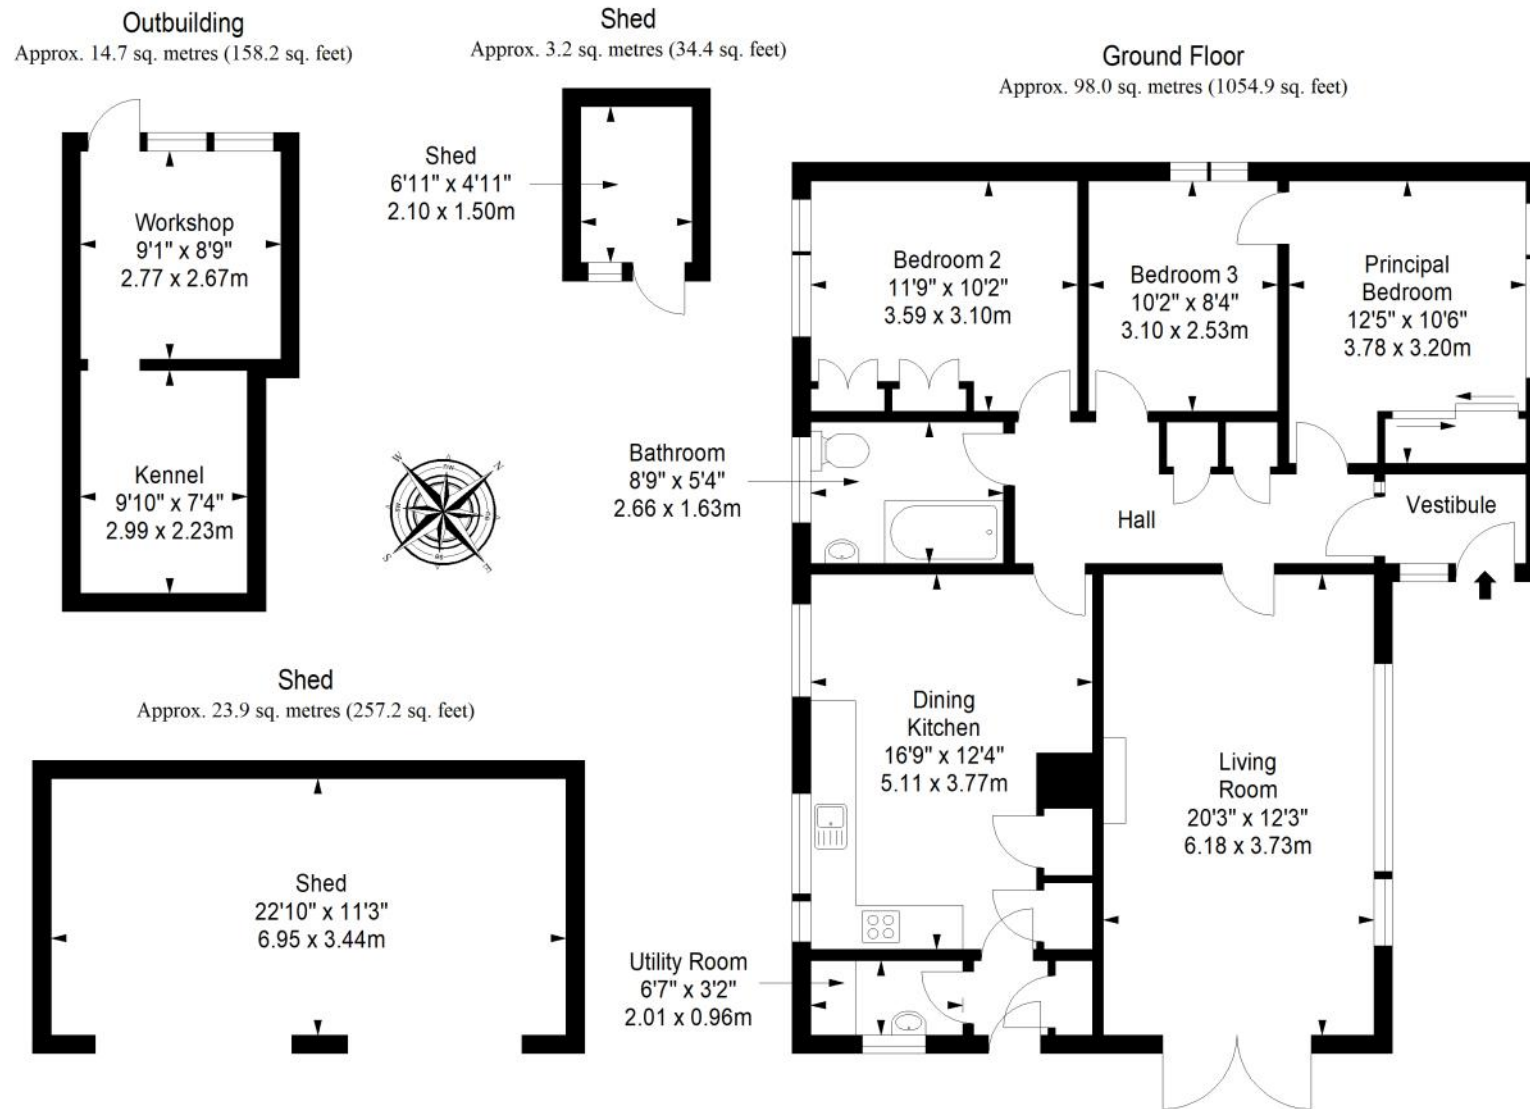 Outbuilding
Approx. 14.7 sq. metres (158.2 sq. feet)
Workshop
9'1" x 8'9"
2.77 x 2.67m
Kennel
9'10" x 7'4"
2.99 x 2.23m
Shed
Approx. 3.2 sq. metres (34.4 sq. feet)
Shed
6'11" x 4'11"
2.10 x 1.50m
W
N
S
E
Shed
Approx. 23.9 sq. metres (257.2 sq. feet)
Shed
22'10" x 11'3"
6.95 x 3.44m
Ground Floor
Approx. 98.0 sq. metres (1054.9 sq. feet)
Bedroom 2
11'9" x 10'2"
3.59 x 3.10m
Bedroom 3
10'2" x 8'4"
3.10 x 2.53m
Principal
Bedroom
12'5" x 10'6"
3.78 x 3.20m
Bathroom
8'9" x 5'4"
2.66 x 1.63m
Hall
Vestibule
Dining
Kitchen
16'9" x 12'4"
5.11 x 3.77m
Living
Room
20'3" x 12'3"
6.18 x 3.73m
Utility Room
6'7" x 3'2"
2.01 x 0.96m